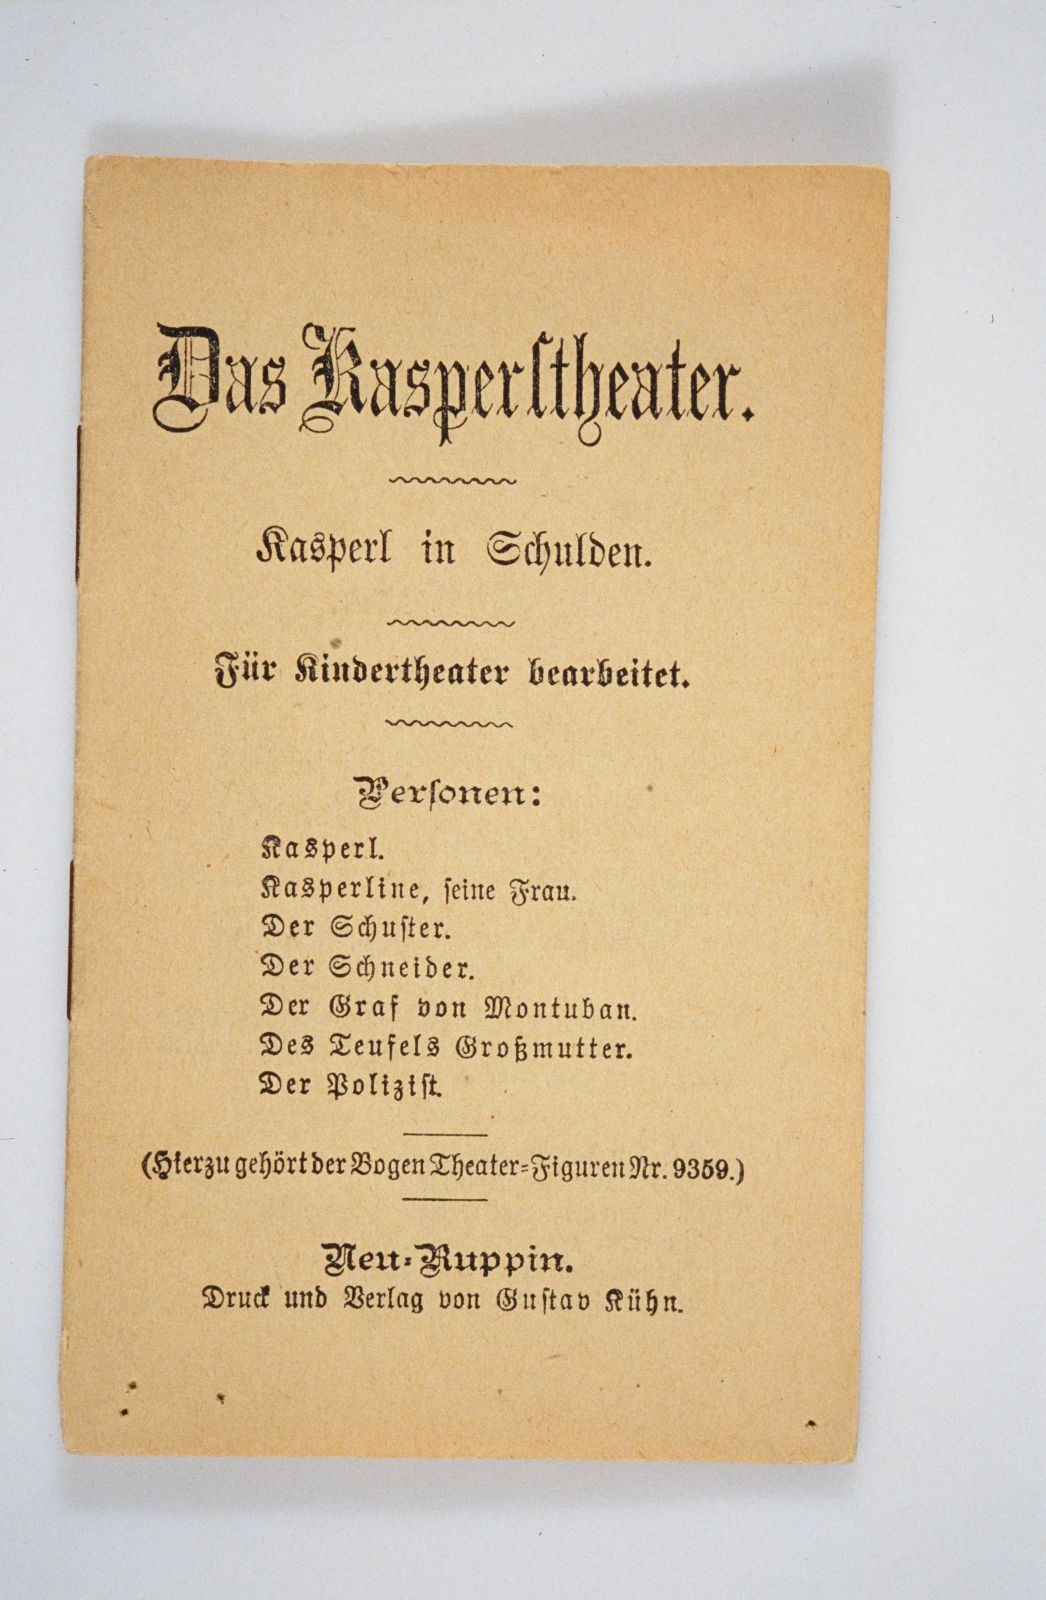 Das Kasperltheater.
Kasperl in Schulden.
Für Kindertheater bearbeitet.
Perſonen:
Kasperl.
Kasperline, ſeine Frau.
Der Schuſter.
Der Schneider.
Der Graf von Montuban.
Des Teufels Großmutter.
Der Poliziſt.
(Hierzu gehört der Bogen Theater=Figuren Nr. 9359.)
Neu=Ruppin.
Druck und Verlag von Guſtav Kühn.